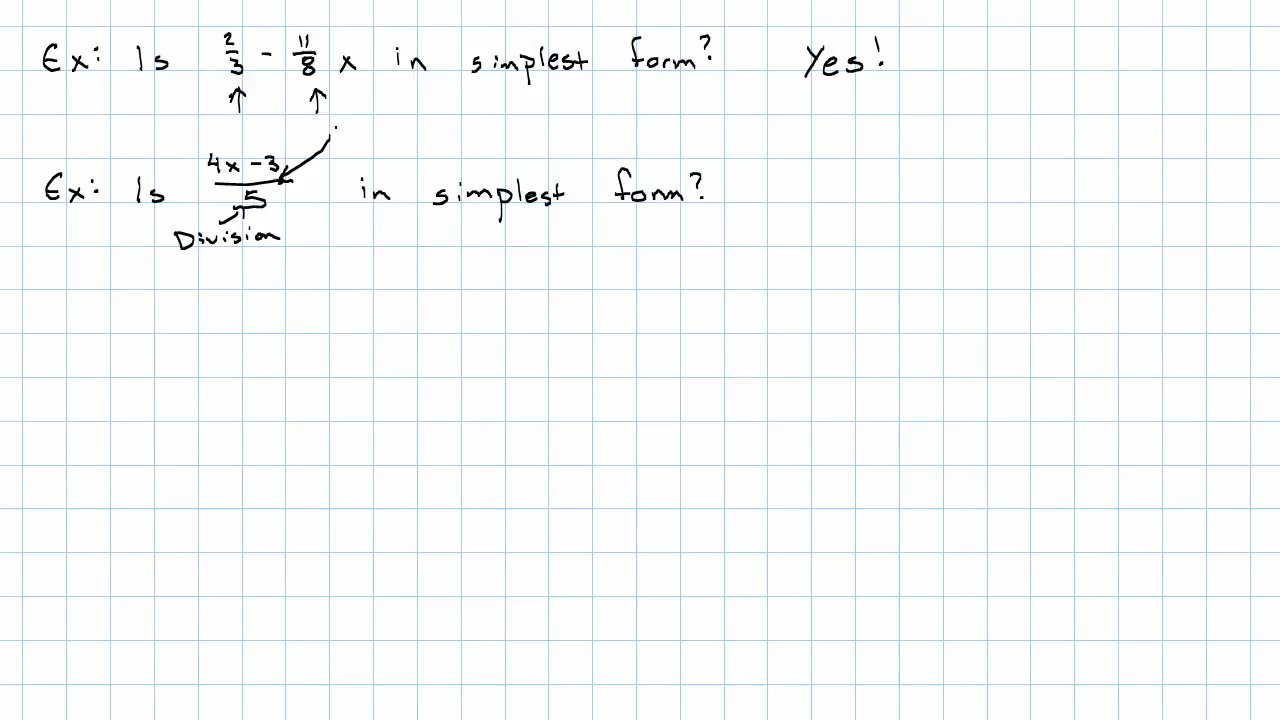 Ex: Is 2/3 - 11/8 x in simplest form? Yes!
Ex: Is (4x - 3)/5 in simplest form?
Division